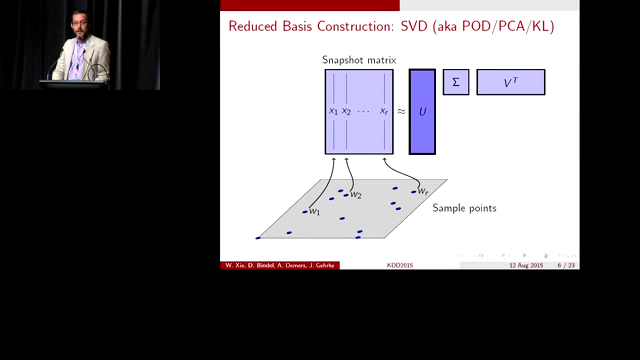 Reduced Basis Construction: SVD (aka POD/PCA/KL)
Snapshot matrix
x1 x2 ··· xr ≈ U Σ V^T
w1 w2 wr
Sample points
W. Xie, D. Bindel, A. Demers, J. Gehrke KDD2015 12 Aug 2015 6 / 23